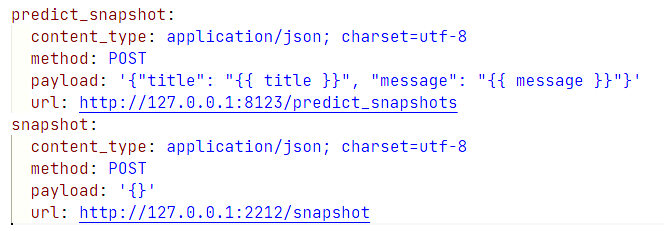 predict_snapshot:
  content_type: application/json; charset=utf-8
  method: POST
  payload: '{"title": "{{ title }}", "message": "{{ message }}"}'
  url: http://127.0.0.1:8123/predict_snapshots
snapshot:
  content_type: application/json; charset=utf-8
  method: POST
  payload: '{}'
  url: http://127.0.0.1:2212/snapshot